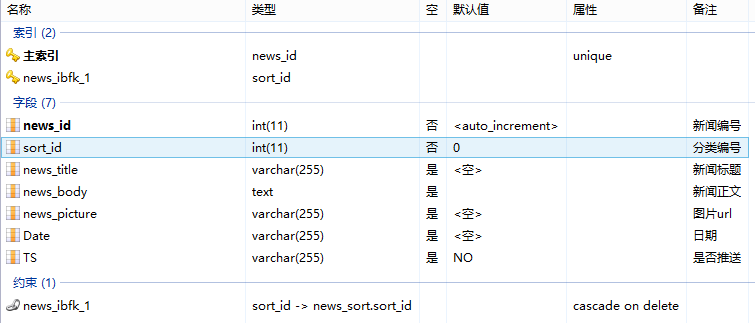 名称 类型 空 默认值 属性 备注
索引 (2)
主索引 news_id unique
news_ibfk_1 sort_id
字段 (7)
news_id int(11) 否 <auto_increment> 新闻编号
sort_id int(11) 否 0 分类编号
news_title varchar(255) 是 <空> 新闻标题
news_body text 是 新闻正文
news_picture varchar(255) 是 <空> 图片url
Date varchar(255) 是 <空> 日期
TS varchar(255) 是 NO 是否推送
约束 (1)
news_ibfk_1 sort_id -> news_sort.sort_id cascade on delete